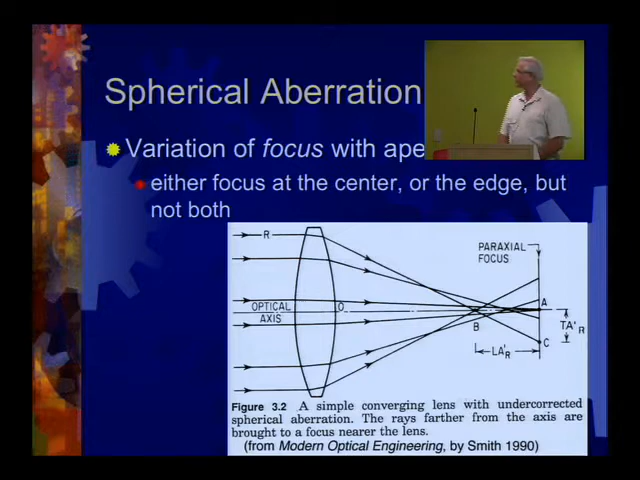 Spherical Aberration
Variation of focus with ape
either focus at the center, or the edge, but
not both
R
PARAXIAL
FOCUS
OPTICAL
AXIS
O
A
B
C
TA'R
LA'R
Figure 3.2 A simple converging lens with undercorrected
spherical aberration. The rays farther from the axis are
brought to a focus nearer the lens.
(from Modern Optical Engineering, by Smith 1990)